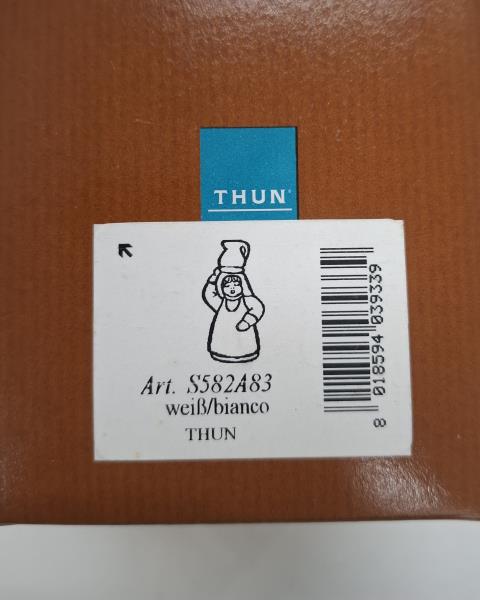 THUN
Art. S582A83
weiß/bianco
THUN
8 018594 039339